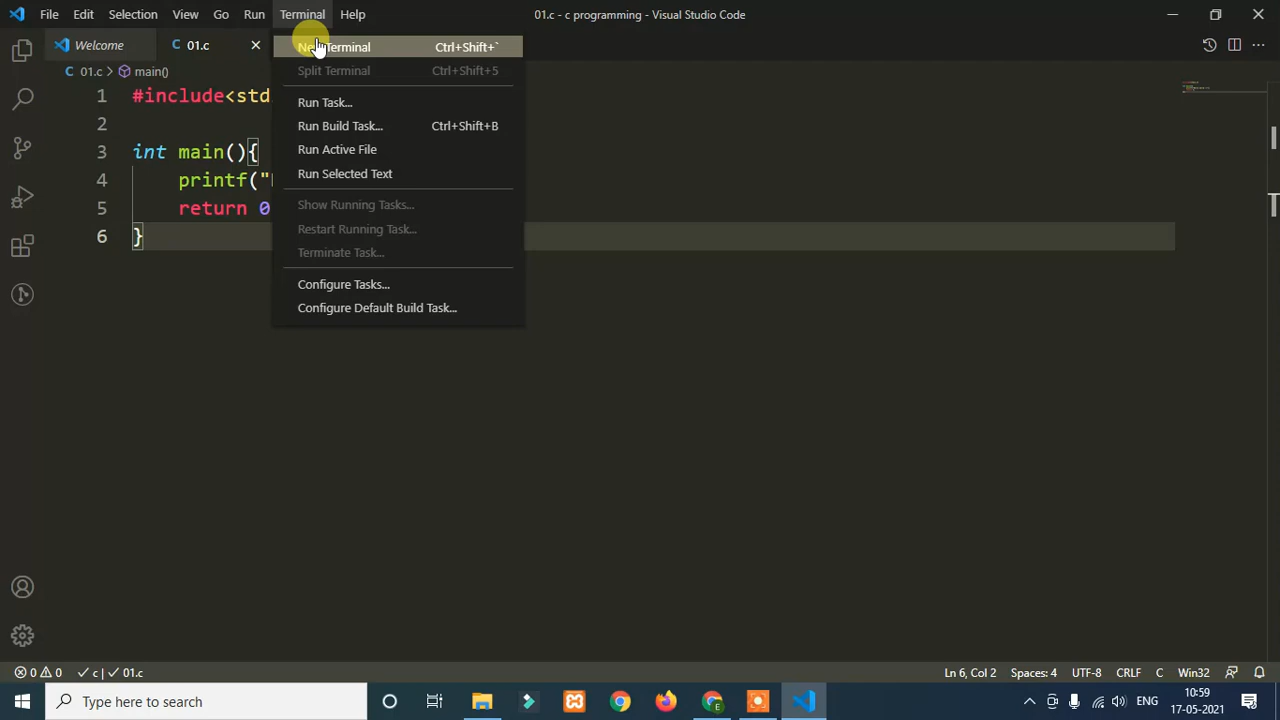 File Edit Selection View Go Run Terminal Help 01.c - c programming - Visual Studio Code
Welcome 01.c
New Terminal Ctrl+Shift+`
Split Terminal Ctrl+Shift+5
Run Task...
Run Build Task... Ctrl+Shift+B
Run Active File
Run Selected Text
Show Running Tasks...
Restart Running Task...
Terminate Task...
Configure Tasks...
Configure Default Build Task...
C 01.c > main()
1 #include<std
2
3 int main(){
4 printf("
5 return 0
6 }
0 0 c | 01.c Ln 6, Col 2 Spaces: 4 UTF-8 CRLF C Win32
Type here to search ENG 10:59
17-05-2021